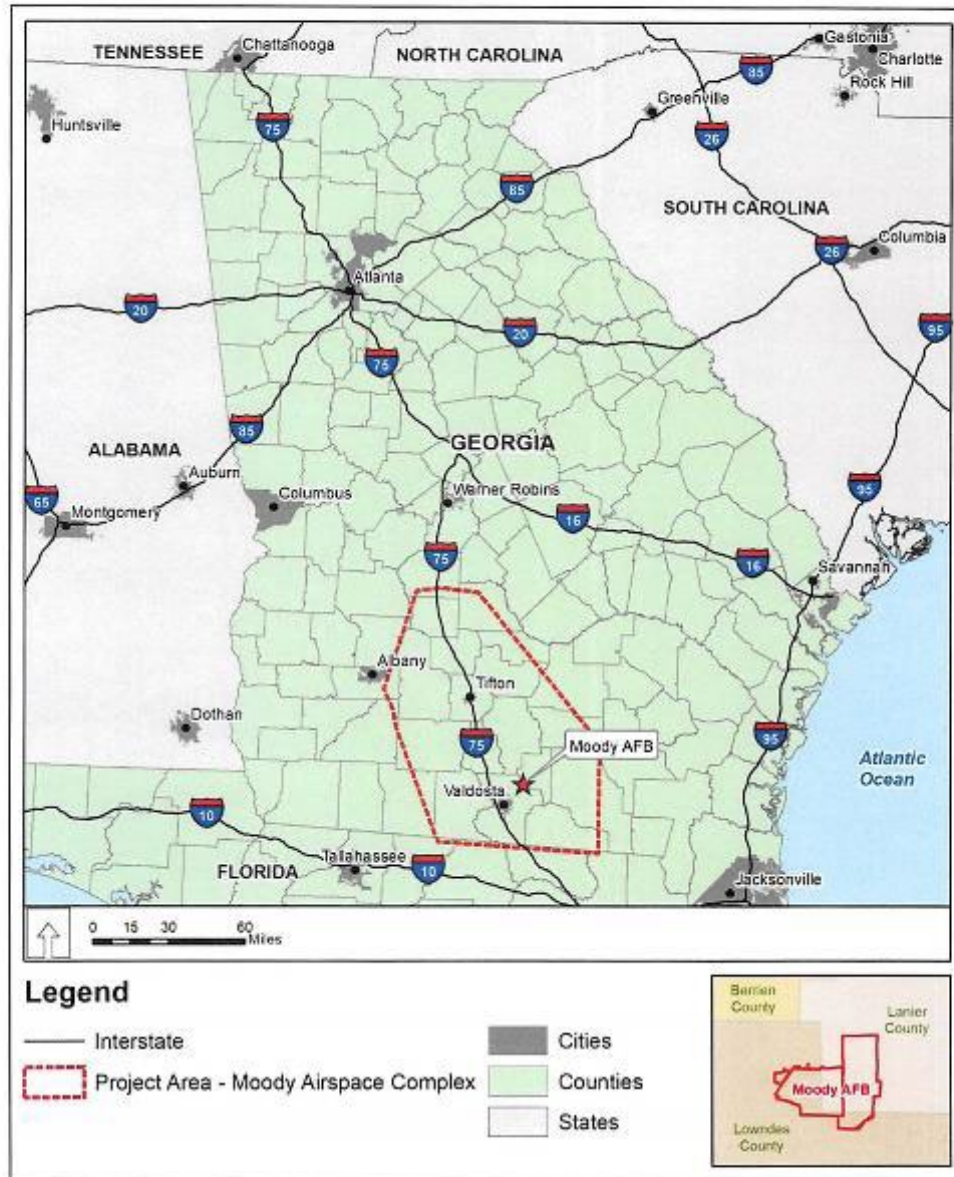 TENNESSEE
Chattanooga
NORTH CAROLINA
Gastonia
Charlotte
Rock Hill
85
Greenville
Huntsville
75
26
85
SOUTH CAROLINA
Columbia
26
Atlanta
20
20
95
75
85
ALABAMA
GEORGIA
Auburn
Columbus
Warner Robins
95
65
Montgomery
16
75
16
Savannah
Albany
Tifton
Dothan
75
Moody AFB
95
Atlantic
Ocean
Valdosta
10
Tallahassee
FLORIDA
10
Jacksonville
0 15 30 60
Miles
Legend
Interstate
Project Area - Moody Airspace Complex
Cities
Counties
States
Berrien
County
Lanier
County
Moody AFB
Lowndes
County